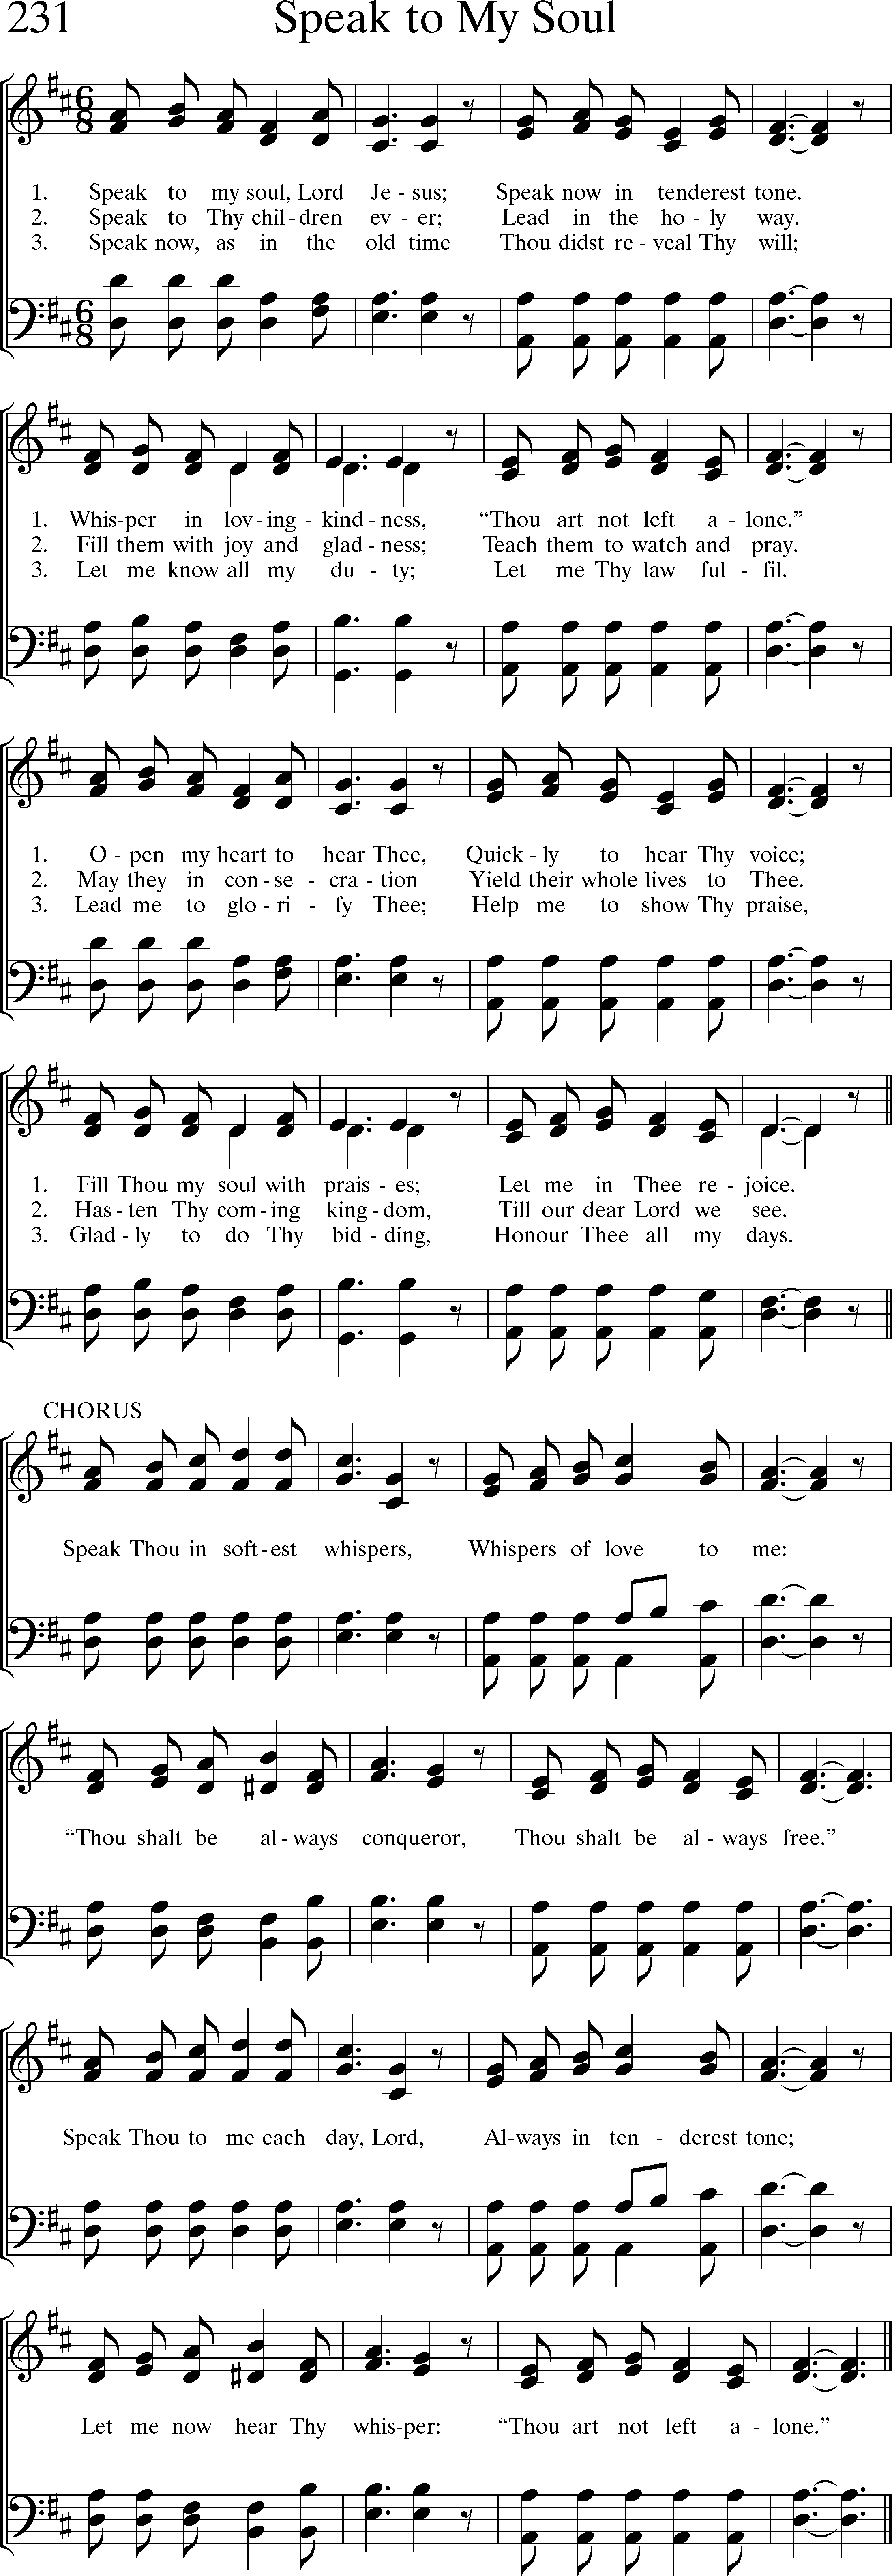 231 Speak to My Soul
1. Speak to my soul, Lord Je - sus; Speak now in tenderest tone.
2. Speak to Thy chil - dren ev - er; Lead in the ho - ly way.
3. Speak now, as in the old time Thou didst re - veal Thy will;
1. Whis - per in lov - ing - kind - ness, “Thou art not left a - lone.”
2. Fill them with joy and glad - ness; Teach them to watch and pray.
3. Let me know all my du - ty; Let me Thy law ful - fil.
1. O - pen my heart to hear Thee, Quick - ly to hear Thy voice;
2. May they in con - se - cra - tion Yield their whole lives to Thee.
3. Lead me to glo - ri - fy Thee; Help me to show Thy praise,
1. Fill Thou my soul with prais - es; Let me in Thee re - joice.
2. Has - ten Thy com - ing king - dom, Till our dear Lord we see.
3. Glad - ly to do Thy bid - ding, Honour Thee all my days.
CHORUS
Speak Thou in soft - est whispers, Whispers of love to me:
“Thou shalt be al - ways conqueror, Thou shalt be al - ways free.”
Speak Thou to me each day, Lord, Al - ways in ten - derest tone;
Let me now hear Thy whis - per: “Thou art not left a - lone.”